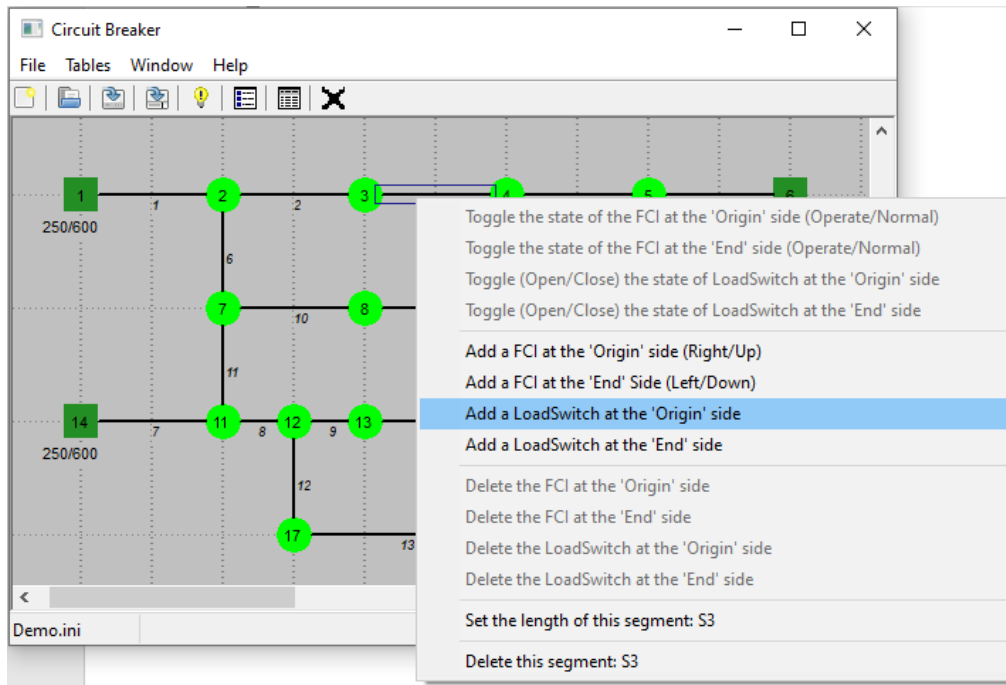 Circuit Breaker
File Tables Window Help
1 2 3 4 5 6
1 2
250/600
6
7 8
10
11
14 11 12 13
7 8 9
250/600
12
17
13
Demo.ini
Toggle the state of the FCI at the 'Origin' side (Operate/Normal)
Toggle the state of the FCI at the 'End' side (Operate/Normal)
Toggle (Open/Close) the state of LoadSwitch at the 'Origin' side
Toggle (Open/Close) the state of LoadSwitch at the 'End' side
Add a FCI at the 'Origin' side (Right/Up)
Add a FCI at the 'End' Side (Left/Down)
Add a LoadSwitch at the 'Origin' side
Add a LoadSwitch at the 'End' side
Delete the FCI at the 'Origin' side
Delete the FCI at the 'End' side
Delete the LoadSwitch at the 'Origin' side
Delete the LoadSwitch at the 'End' side
Set the length of this segment: S3
Delete this segment: S3